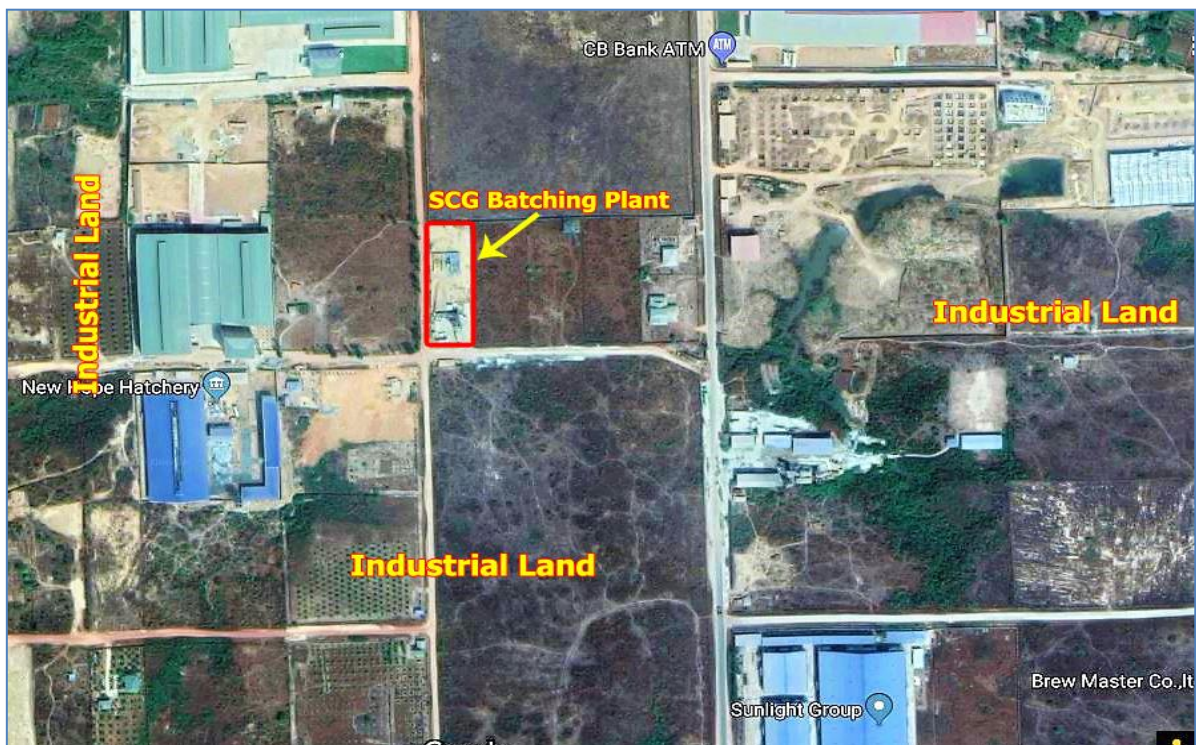 CB Bank ATM
ATM
SCG Batching Plant
Industrial Land
Industrial Land
New Hope Hatchery
Industrial Land
Brew Master Co.,lt
Sunlight Group